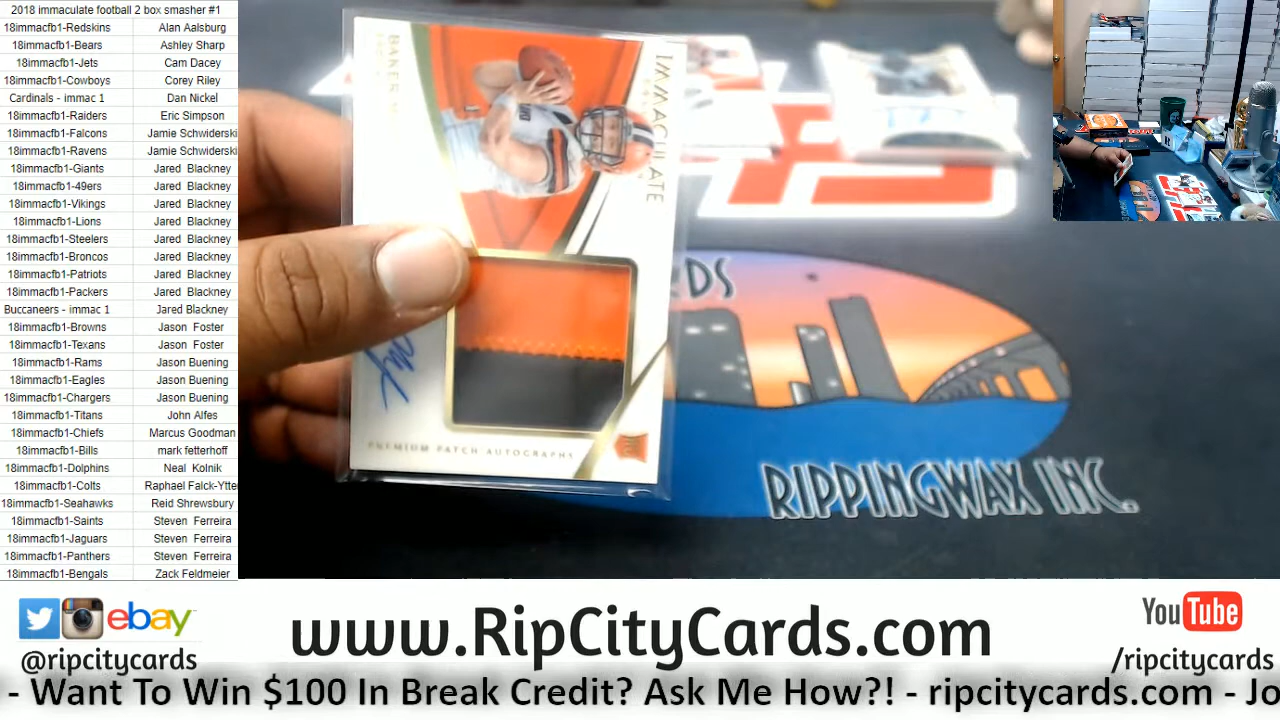 2018 immaculate football 2 box smasher #1
18immacfb1-Redskins Alan Aalsburg
18immacfb1-Bears Ashley Sharp
18immacfb1-Jets Cam Dacey
18immacfb1-Cowboys Corey Riley
Cardinals - immac 1 Dan Nickel
18immacfb1-Raiders Eric Simpson
18immacfb1-Falcons Jamie Schwiderski
18immacfb1-Ravens Jamie Schwiderski
18immacfb1-Giants Jared Blackney
18immacfb1-49ers Jared Blackney
18immacfb1-Vikings Jared Blackney
18immacfb1-Lions Jared Blackney
18immacfb1-Steelers Jared Blackney
18immacfb1-Broncos Jared Blackney
18immacfb1-Patriots Jared Blackney
18immacfb1-Packers Jared Blackney
Buccaneers - immac 1 Jared Blackney
18immacfb1-Browns Jason Foster
18immacfb1-Texans Jason Foster
18immacfb1-Rams Jason Buening
18immacfb1-Eagles Jason Buening
18immacfb1-Chargers Jason Buening
18immacfb1-Titans John Alfes
18immacfb1-Chiefs Marcus Goodman
18immacfb1-Bills mark fetterhoff
18immacfb1-Dolphins Neal Kolnik
18immacfb1-Colts Raphael Falck-Ytte
18immacfb1-Seahawks Reid Shrewsbury
18immacfb1-Saints Steven Ferreira
18immacfb1-Jaguars Steven Ferreira
18immacfb1-Panthers Steven Ferreira
18immacfb1-Bengals Zack Feldmeier
IMMACULATE
BAKER
PREMIUM PATCH AUTOGRAPHS
RDS
RIPPINGWAX INC.
ebay
@ripcitycards
www.RipCityCards.com
YouTube
/ripcitycards
- Want To Win $100 In Break Credit? Ask Me How?! - ripcitycards.com - Jo